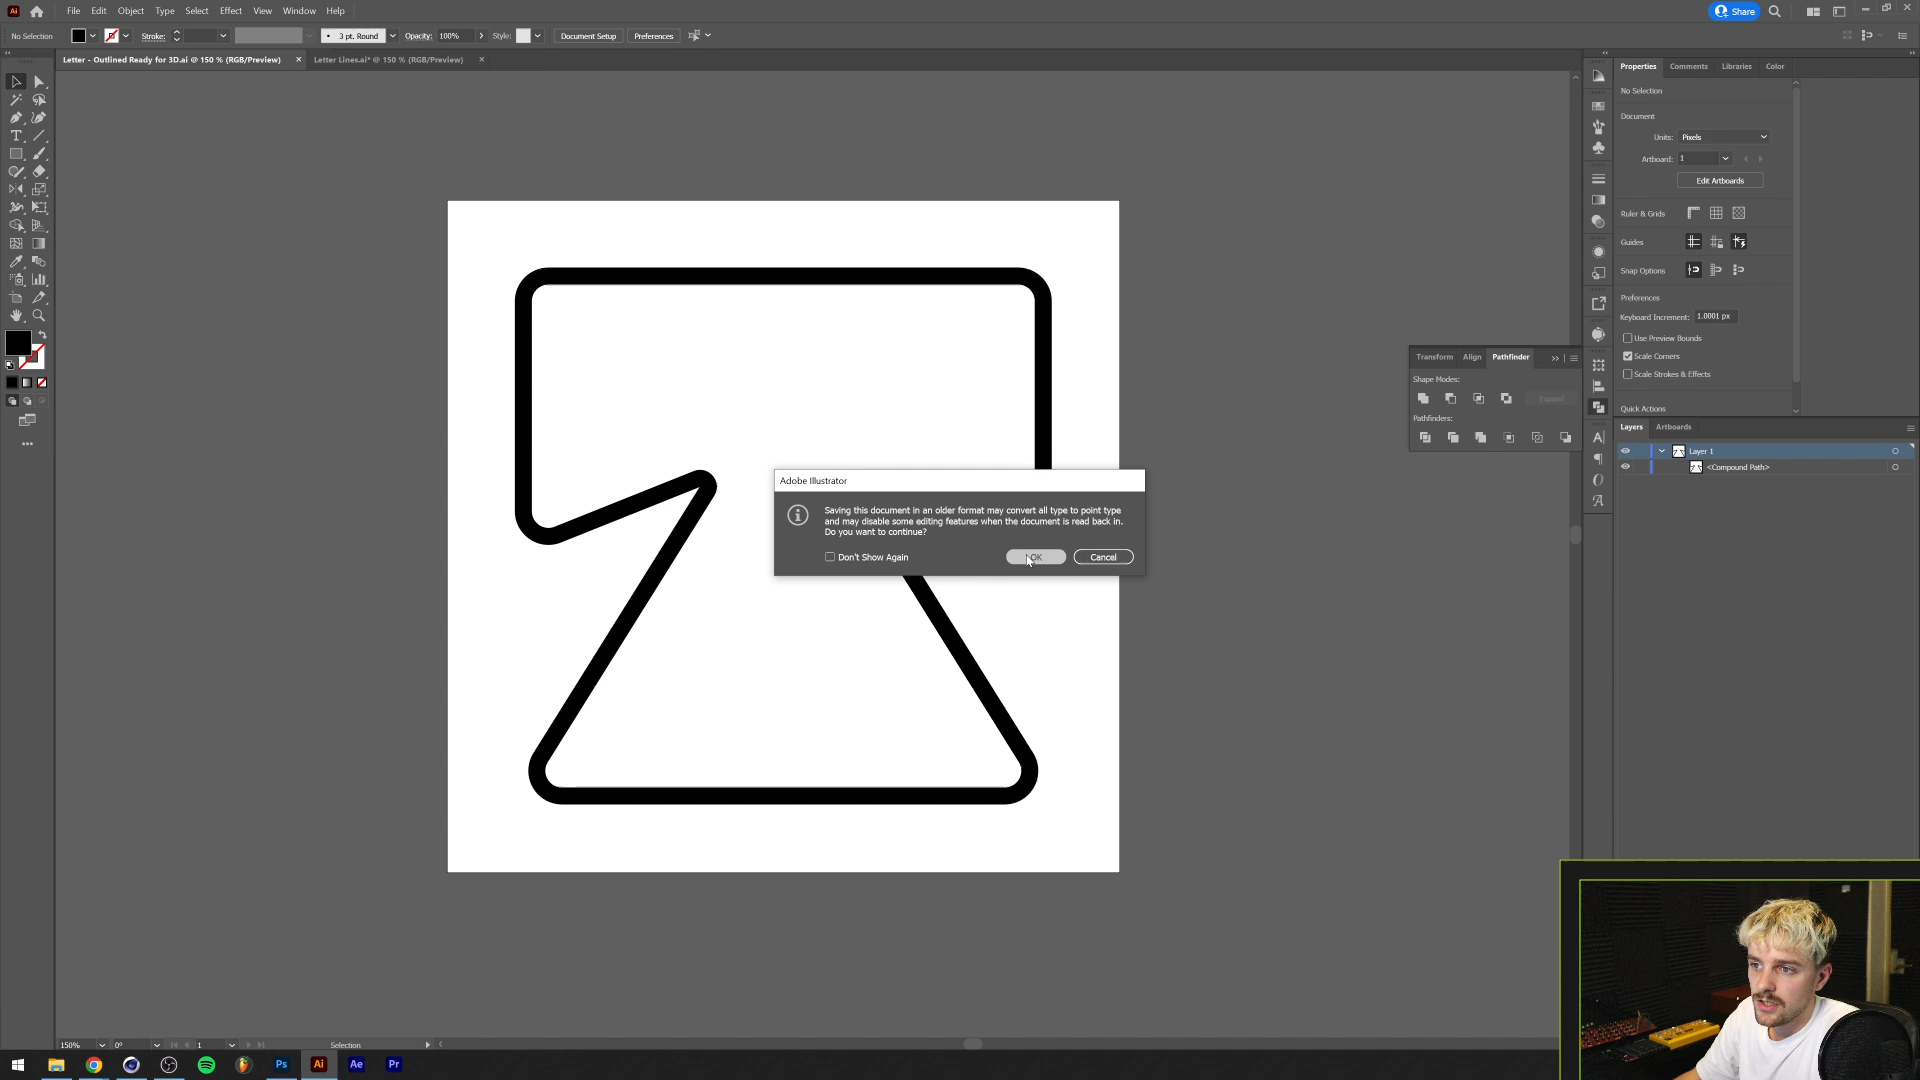 Ai File Edit Object Type Select Effect View Window Help Share
No Selection Stroke: 3 pt. Round Opacity: 100% Style: Document Setup Preferences
Letter - Outlined Ready for 3D.ai @ 150 % (RGB/Preview) Letter Lines.ai* @ 150 % (RGB/Preview)
Properties Comments Libraries Color
No Selection
Document
Units: Pixels
Artboard: 1
Edit Artboards
Ruler & Grids
Guides
Snap Options
Preferences
Keyboard Increment: 1.0001 px
Use Preview Bounds
Scale Corners
Scale Strokes & Effects
Quick Actions
Transform Align Pathfinder
Shape Modes:
Expand
Pathfinders:
Layers Artboards
Layer 1
<Compound Path>
Adobe Illustrator
Saving this document in an older format may convert all type to point type
and may disable some editing features when the document is read back in.
Do you want to continue?
Don't Show Again OK Cancel
150% 0° 1 Selection
Ps Ai Ae Pr